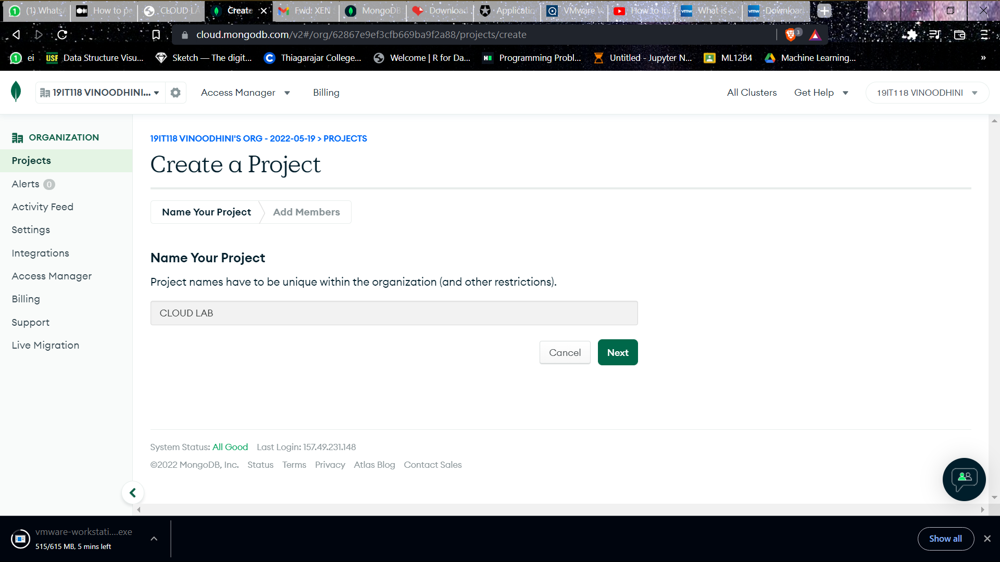 (1) Whats
How to pe
CLOUD LA
Create
Fwd: XEN
MongoDB
Download
Applicatio
VMware
How to
What is a
Download
cloud.mongodb.com/v2#/org/62867e9ef3cfb669ba9f2a88/projects/create
3
ei
USF
Data Structure Visu...
Sketch — The digit...
Thiagarajar College...
Welcome | R for Da...
Programming Probl...
Untitled - Jupyter N...
ML12B4
Machine Learning...
»
19IT118 VINOODHINI...
Access Manager
Billing
All Clusters
Get Help
19IT118 VINOODHINI
ORGANIZATION
Projects
Alerts 0
Activity Feed
Settings
Integrations
Access Manager
Billing
Support
Live Migration
19IT118 VINOODHINI'S ORG - 2022-05-19 > PROJECTS
Create a Project
Name Your Project
Add Members
Name Your Project
Project names have to be unique within the organization (and other restrictions).
CLOUD LAB
Cancel
Next
System Status: All Good Last Login: 157.49.231.148
©2022 MongoDB, Inc. Status Terms Privacy Atlas Blog Contact Sales
vmware-workstati....exe
515/615 MB, 5 mins left
Show all